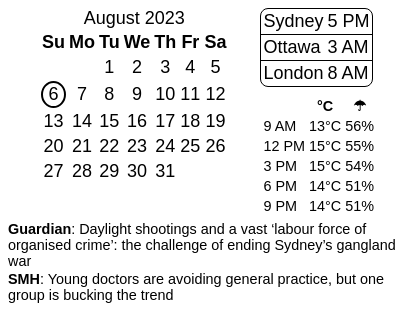 August 2023
Su Mo Tu We Th Fr Sa
1 2 3 4 5
6 7 8 9 10 11 12
13 14 15 16 17 18 19
20 21 22 23 24 25 26
27 28 29 30 31
Sydney 5 PM
Ottawa 3 AM
London 8 AM
°C ☂
9 AM 13°C 56%
12 PM 15°C 55%
3 PM 15°C 54%
6 PM 14°C 51%
9 PM 14°C 51%
Guardian: Daylight shootings and a vast ‘labour force of
organised crime’: the challenge of ending Sydney’s gangland
war
SMH: Young doctors are avoiding general practice, but one
group is bucking the trend